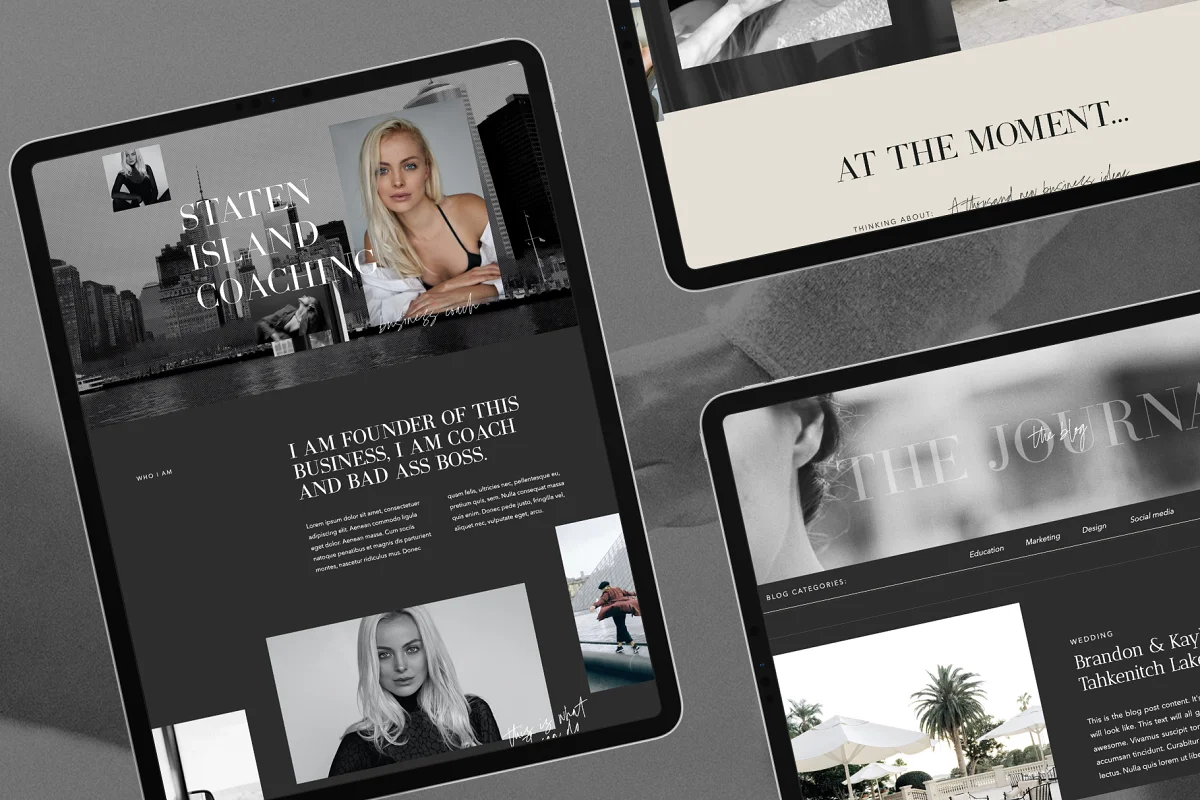 STATEN
ISLAND
COACHING
business coach
WHO I AM
I AM FOUNDER OF THIS
BUSINESS, I AM COACH
AND BAD ASS BOSS.
Lorem ipsum dolor sit amet, consectetuer
adipiscing elit. Aenean commodo ligula
eget dolor. Aenean massa. Cum sociis
natoque penatibus et magnis dis parturient
montes, nascetur ridiculus mus. Donec
quam felis, ultricies nec, pellentesque eu,
pretium quis, sem. Nulla consequat massa
quis enim. Donec pede justo, fringilla vel,
aliquet nec, vulputate eget, arcu.
this is what
AT THE MOMENT...
THINKING ABOUT: A thousand new business ideas
THE JOURNA
the blog
BLOG CATEGORIES:
Education Marketing Design Social media
WEDDING
Brandon & Kay
Tahkenitch Lake
This is the blog post content. It's
will look like. This text will all g
awesome. Vivamus suscipit tor
accumsan tincidunt. Curabitur
lectus. Nulla quis lorem ut libe